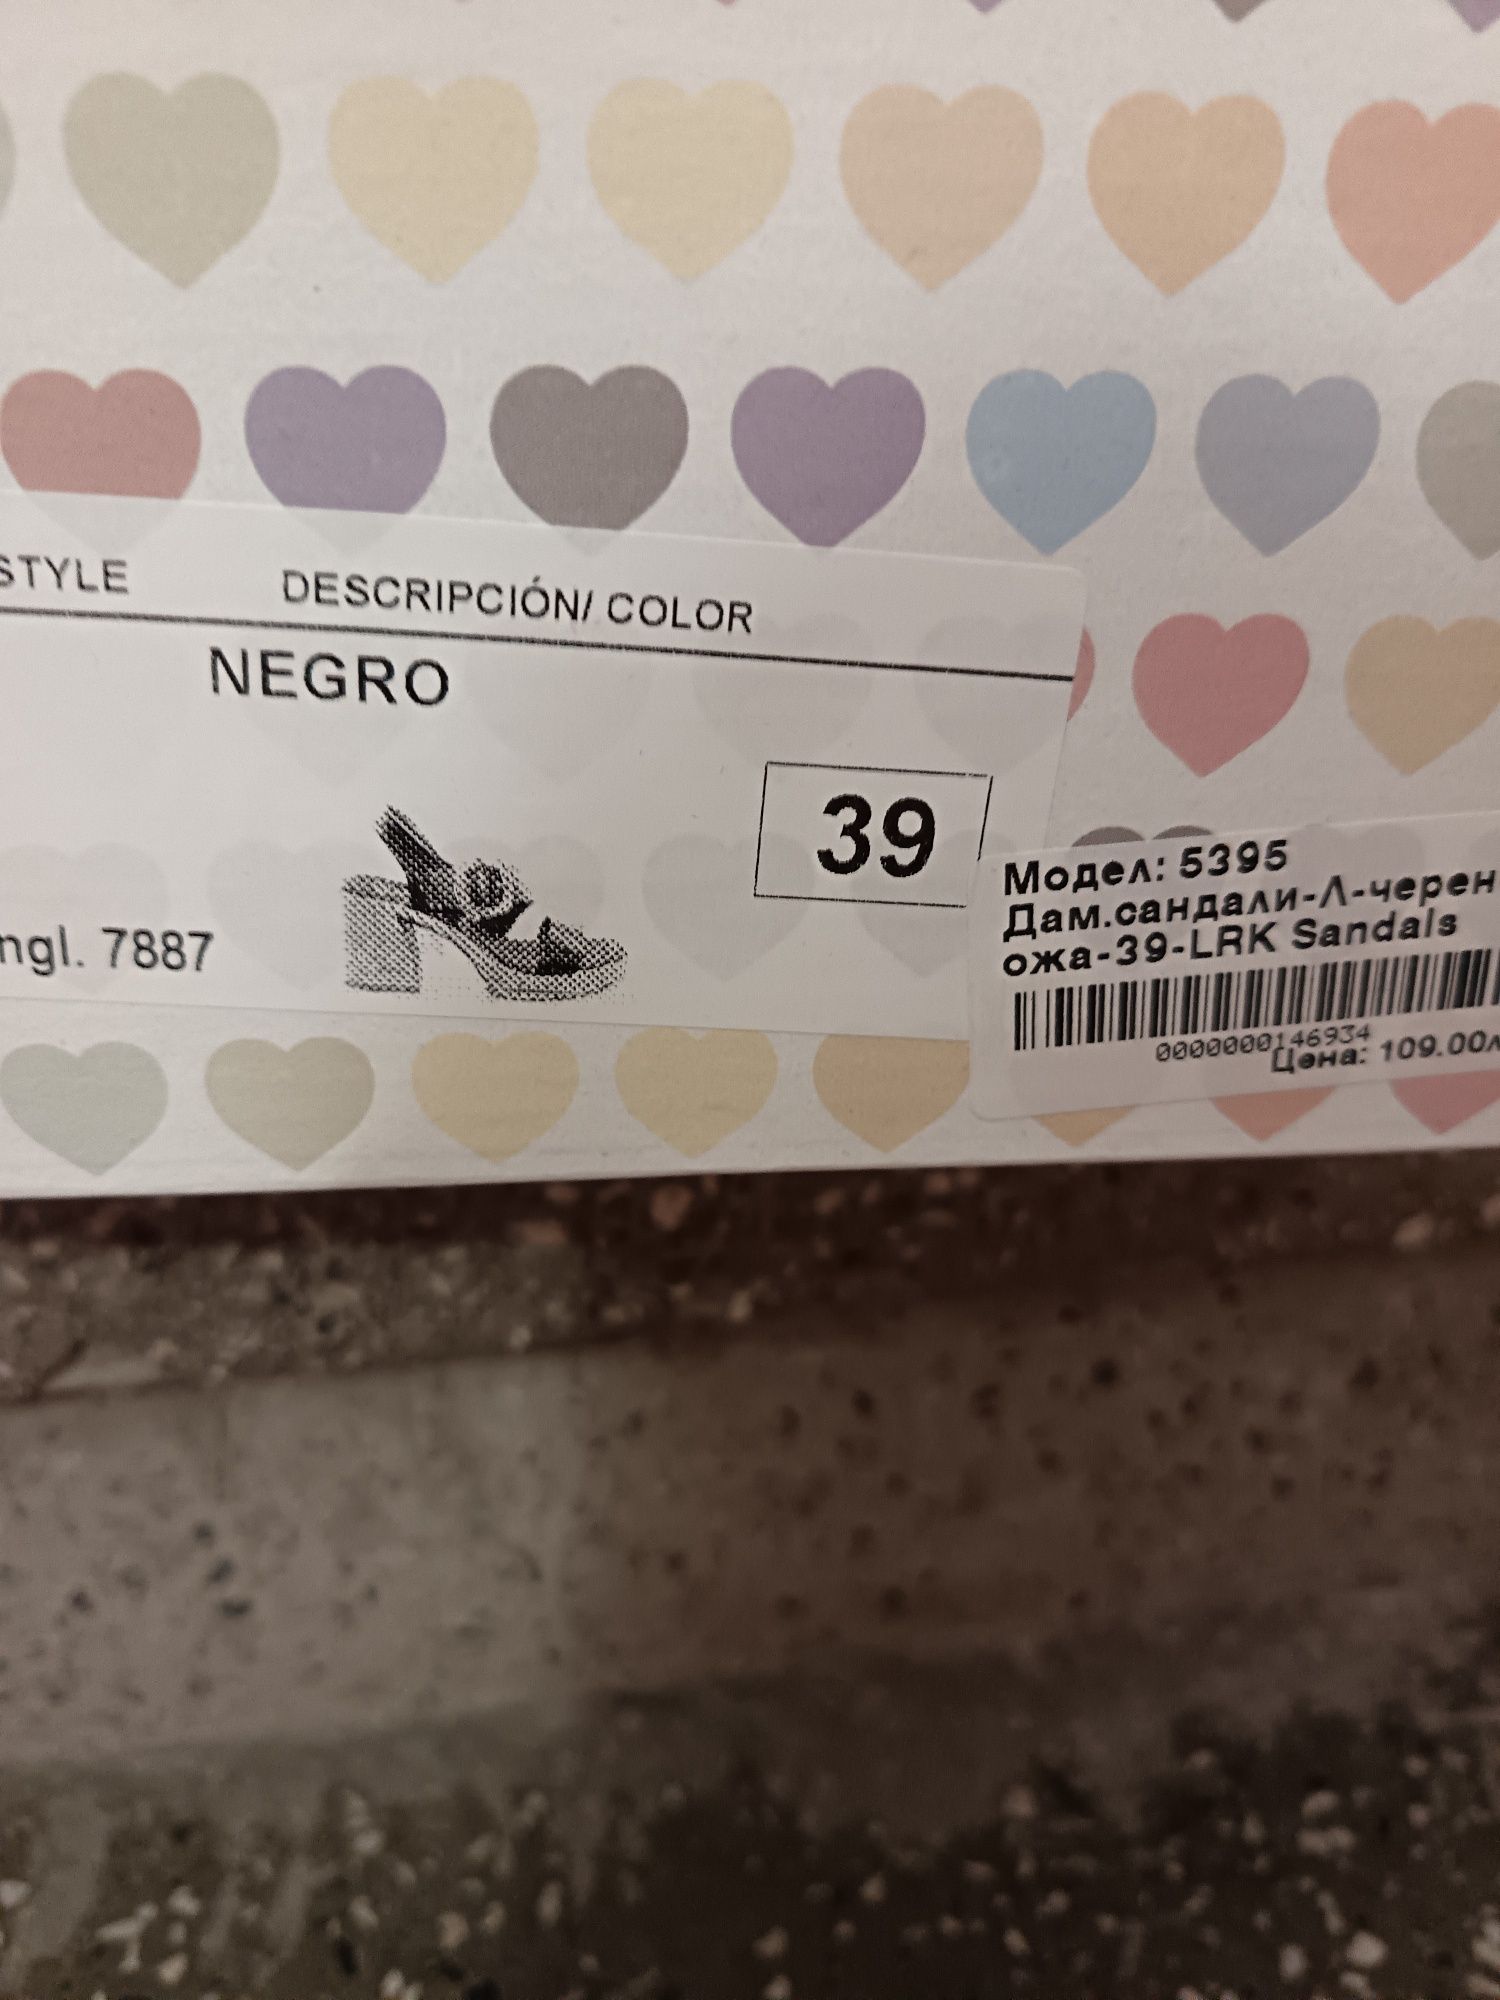 STYLE DESCRIPCIÓN/ COLOR
NEGRO
39
ngl. 7887
Модел: 5395
Дам.сандали-Л-черен
ожа-39-LRK Sandals
0000000146934
Цена: 109.00л